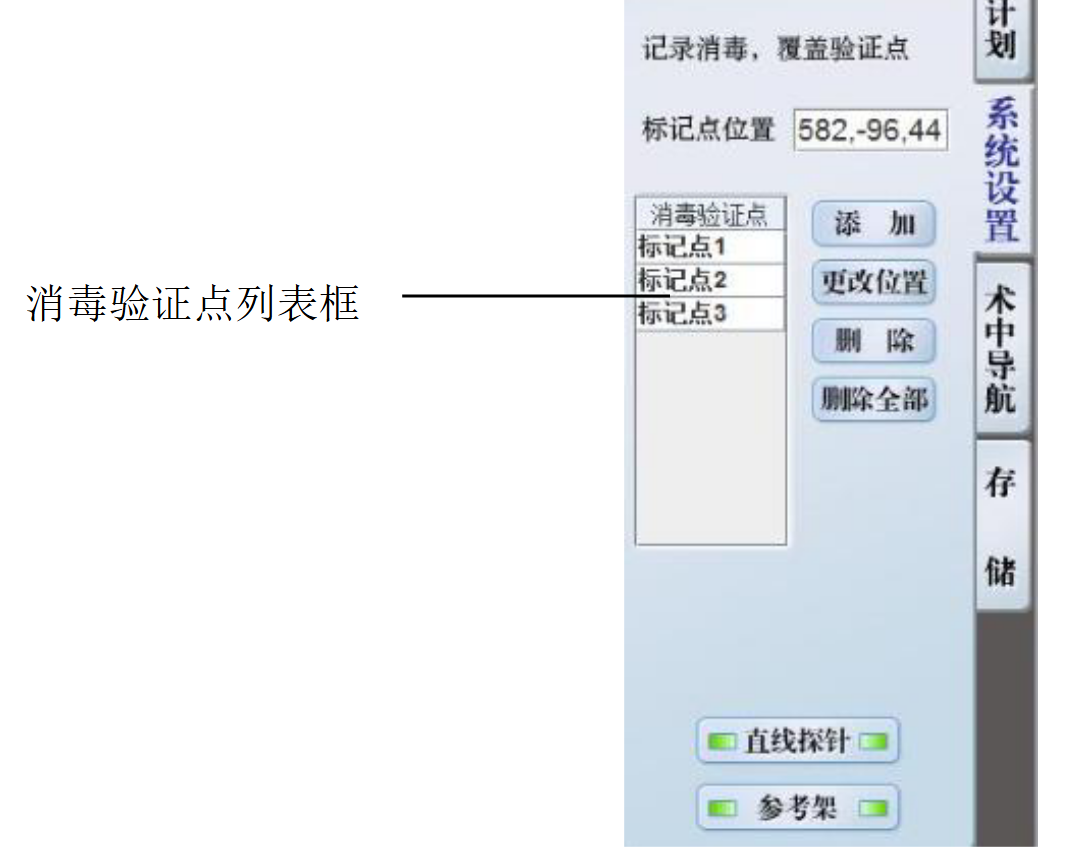 计划
记录消毒，覆盖验证点
标记点位置 582,-96,44
系统设置
消毒验证点
标记点1
标记点2
标记点3
添 加
更改位置
删 除
删除全部
消毒验证点列表框
术中导航
存 储
直线探针
参考架